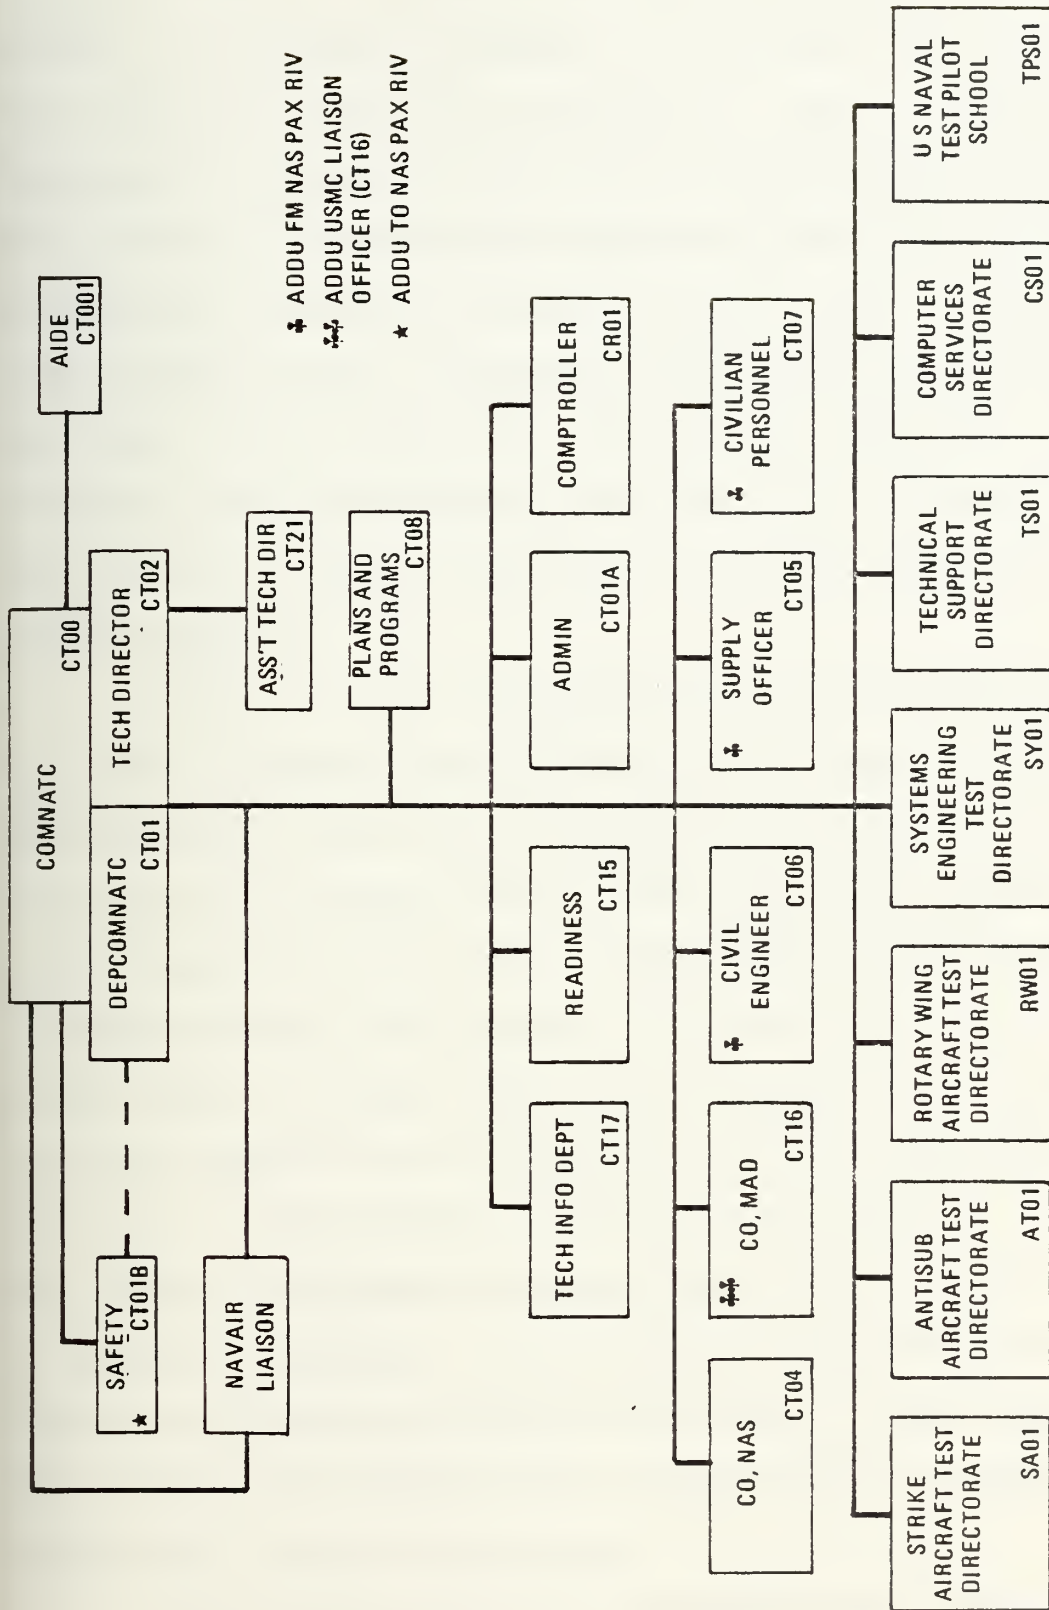 COMNATC
CT00
AIDE
CT001
DEPCOMNATC
CT01
TECH DIRECTOR
CT02
SAFETY
CT01B
★
NAVAIR
LIAISON
ASS'T TECH DIR
CT21
PLANS AND
PROGRAMS
CT08
ADDU FM NAS PAX RIV
ADDU USMC LIAISON
OFFICER (CT16)
★ ADDU TO NAS PAX RIV
TECH INFO DEPT
CT17
READINESS
CT15
ADMIN
CT01A
COMPTROLLER
CR01
CO, NAS
CT04
CO, MAD
CT16
CIVIL
ENGINEER
CT06
SUPPLY
OFFICER
CT05
CIVILIAN
PERSONNEL
CT07
STRIKE
AIRCRAFT TEST
DIRECTORATE
SA01
ANTISUB
AIRCRAFT TEST
DIRECTORATE
AT01
ROTARY WING
AIRCRAFT TEST
DIRECTORATE
RW01
SYSTEMS
ENGINEERING
TEST
DIRECTORATE
SY01
TECHNICAL
SUPPORT
DIRECTORATE
TS01
COMPUTER
SERVICES
DIRECTORATE
CS01
U S NAVAL
TEST PILOT
SCHOOL
TPS01